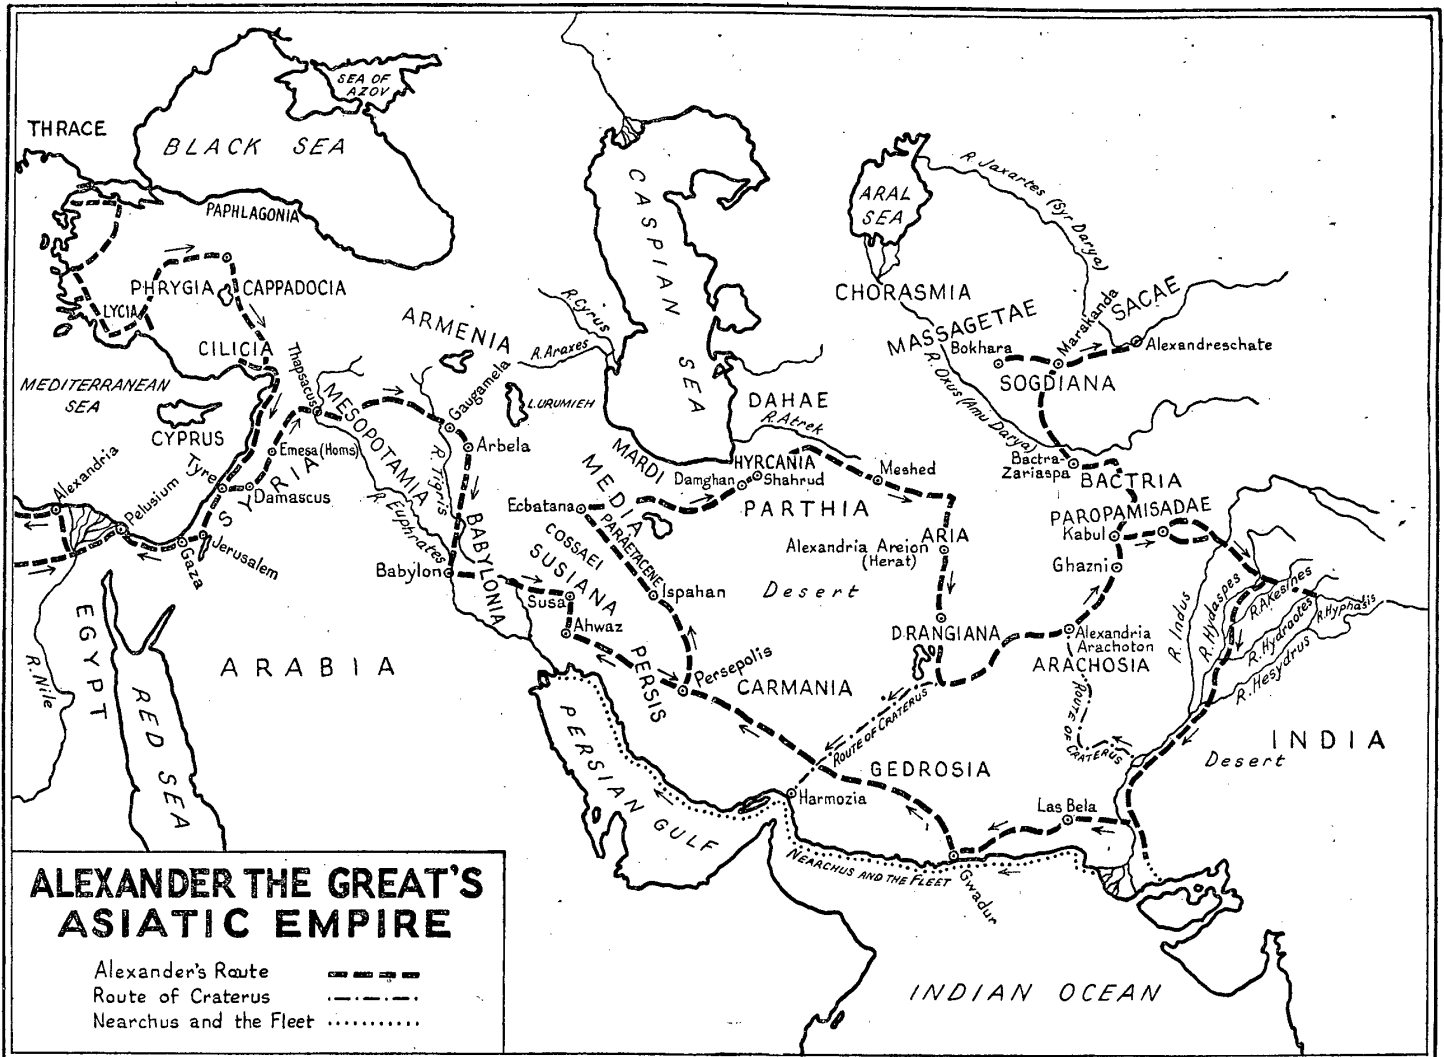 THRACE
BLACK SEA
SEA OF
AZOV
PAPHLAGONIA
PHRYGIA
CAPPADOCIA
LYCIA
CILICIA
MEDITERRANEAN
SEA
CYPRUS
Thapsacus
ARMENIA
R. Cyrus
R. Araxes
CASPIAN SEA
ARAL
SEA
R. Jaxartes (Syr Darya)
CHORASMIA
MASSAGETAE
SACAE
Marakanda
Bokhara
Alexandreschate
SOGDIANA
R. Oxus (Amu Darya)
MESOPOTAMIA
Gaugamela
L. URUMIEH
Arbela
DAHAE
R. Atrek
MARDI
HYRCANIA
Damghan
Shahrud
Meshed
PARTHIA
Bactra-
Zariaspa
BACTRIA
PAROPAMISADAE
Kabul
Ghazni
Alexandria
Pelusium
Tyre
Emesa (Homs)
Damascus
SYRIA
Jerusalem
Gaza
R. Euphrates
R. Tigris
BABYLONIA
Babylon
MEDIA
Ecbatana
PARAETACENE
COSSAEI
SUSIANA
Susa
Ispahan
Ahwaz
ARIA
Alexandria Areion
(Herat)
Desert
DRANGIANA
Alexandria
Arachoton
ARACHOSIA
R. Indus
R. Hydaspes
R. Akesines
R. Hydraotes
R. Hyphasis
R. Hesydrus
EGYPT
R. Nile
RED SEA
ARABIA
PERSIS
Persepolis
CARMANIA
ROUTE OF CRATERUS
ROUTE OF CRATERUS
INDIA
Desert
PERSIAN GULF
GEDROSIA
Harmozia
Las Bela
NEARCHUS AND THE FLEET
Gwadur
INDIAN OCEAN
ALEXANDER THE GREAT'S
ASIATIC EMPIRE
Alexander's Route
Route of Craterus
Nearchus and the Fleet